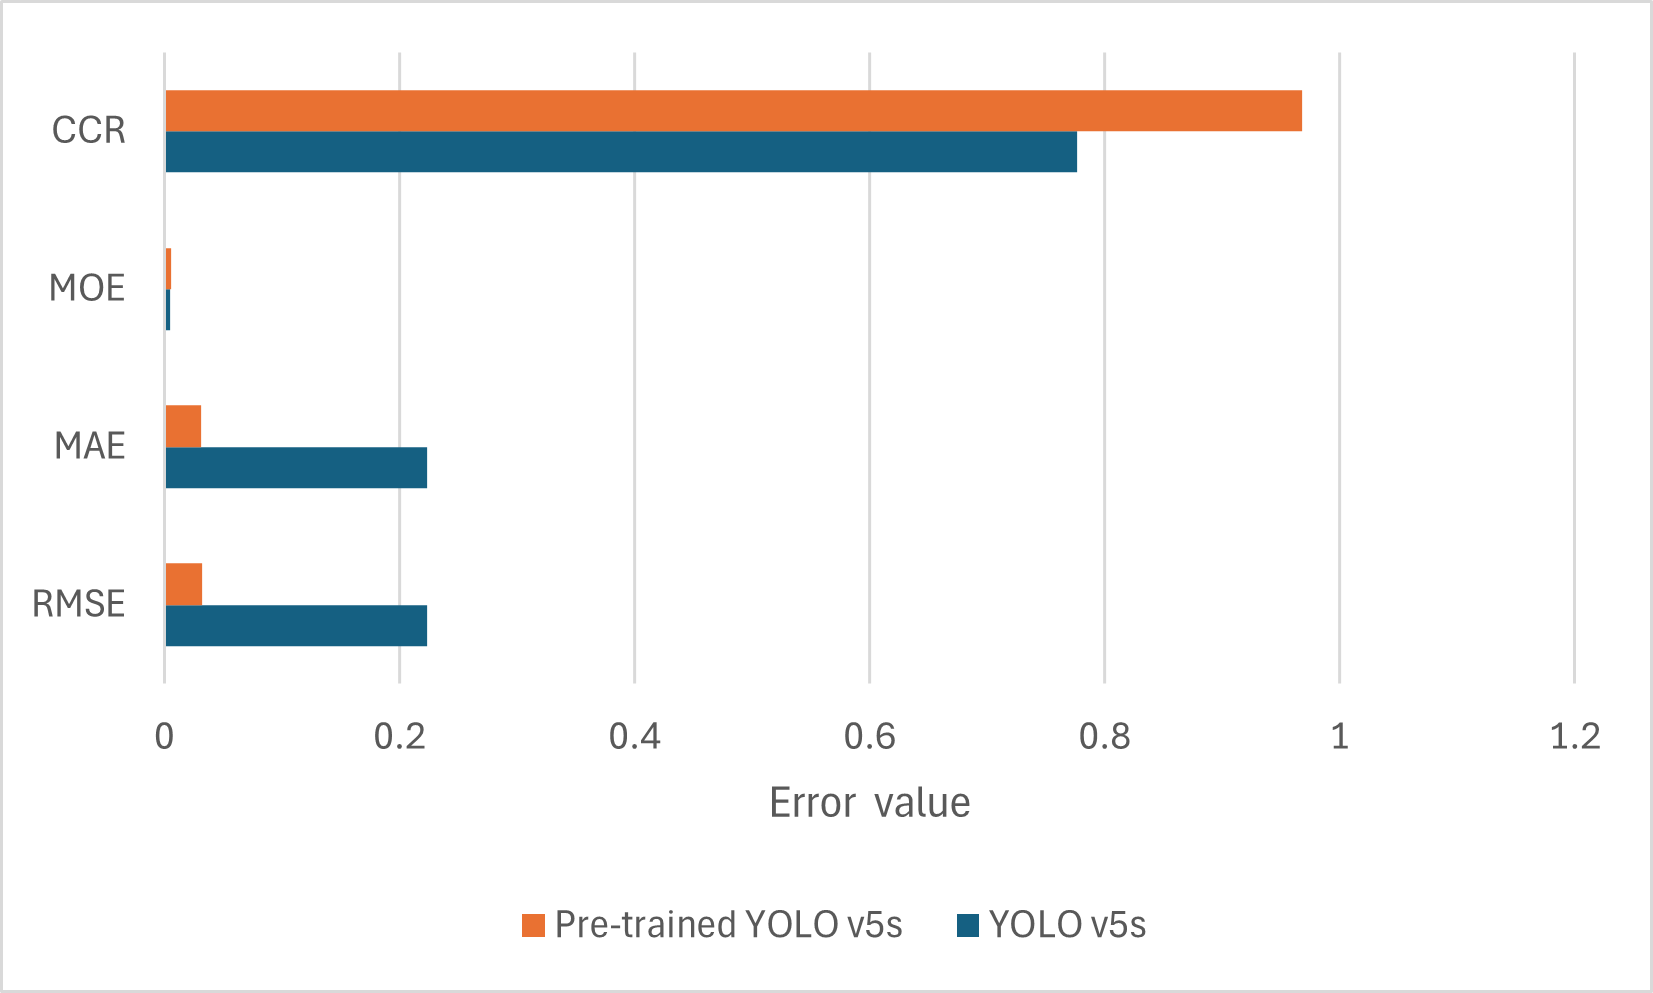 CCR
MOE
MAE
RMSE
0 0.2 0.4 0.6 0.8 1 1.2
Error value
Pre-trained YOLO v5s YOLO v5s